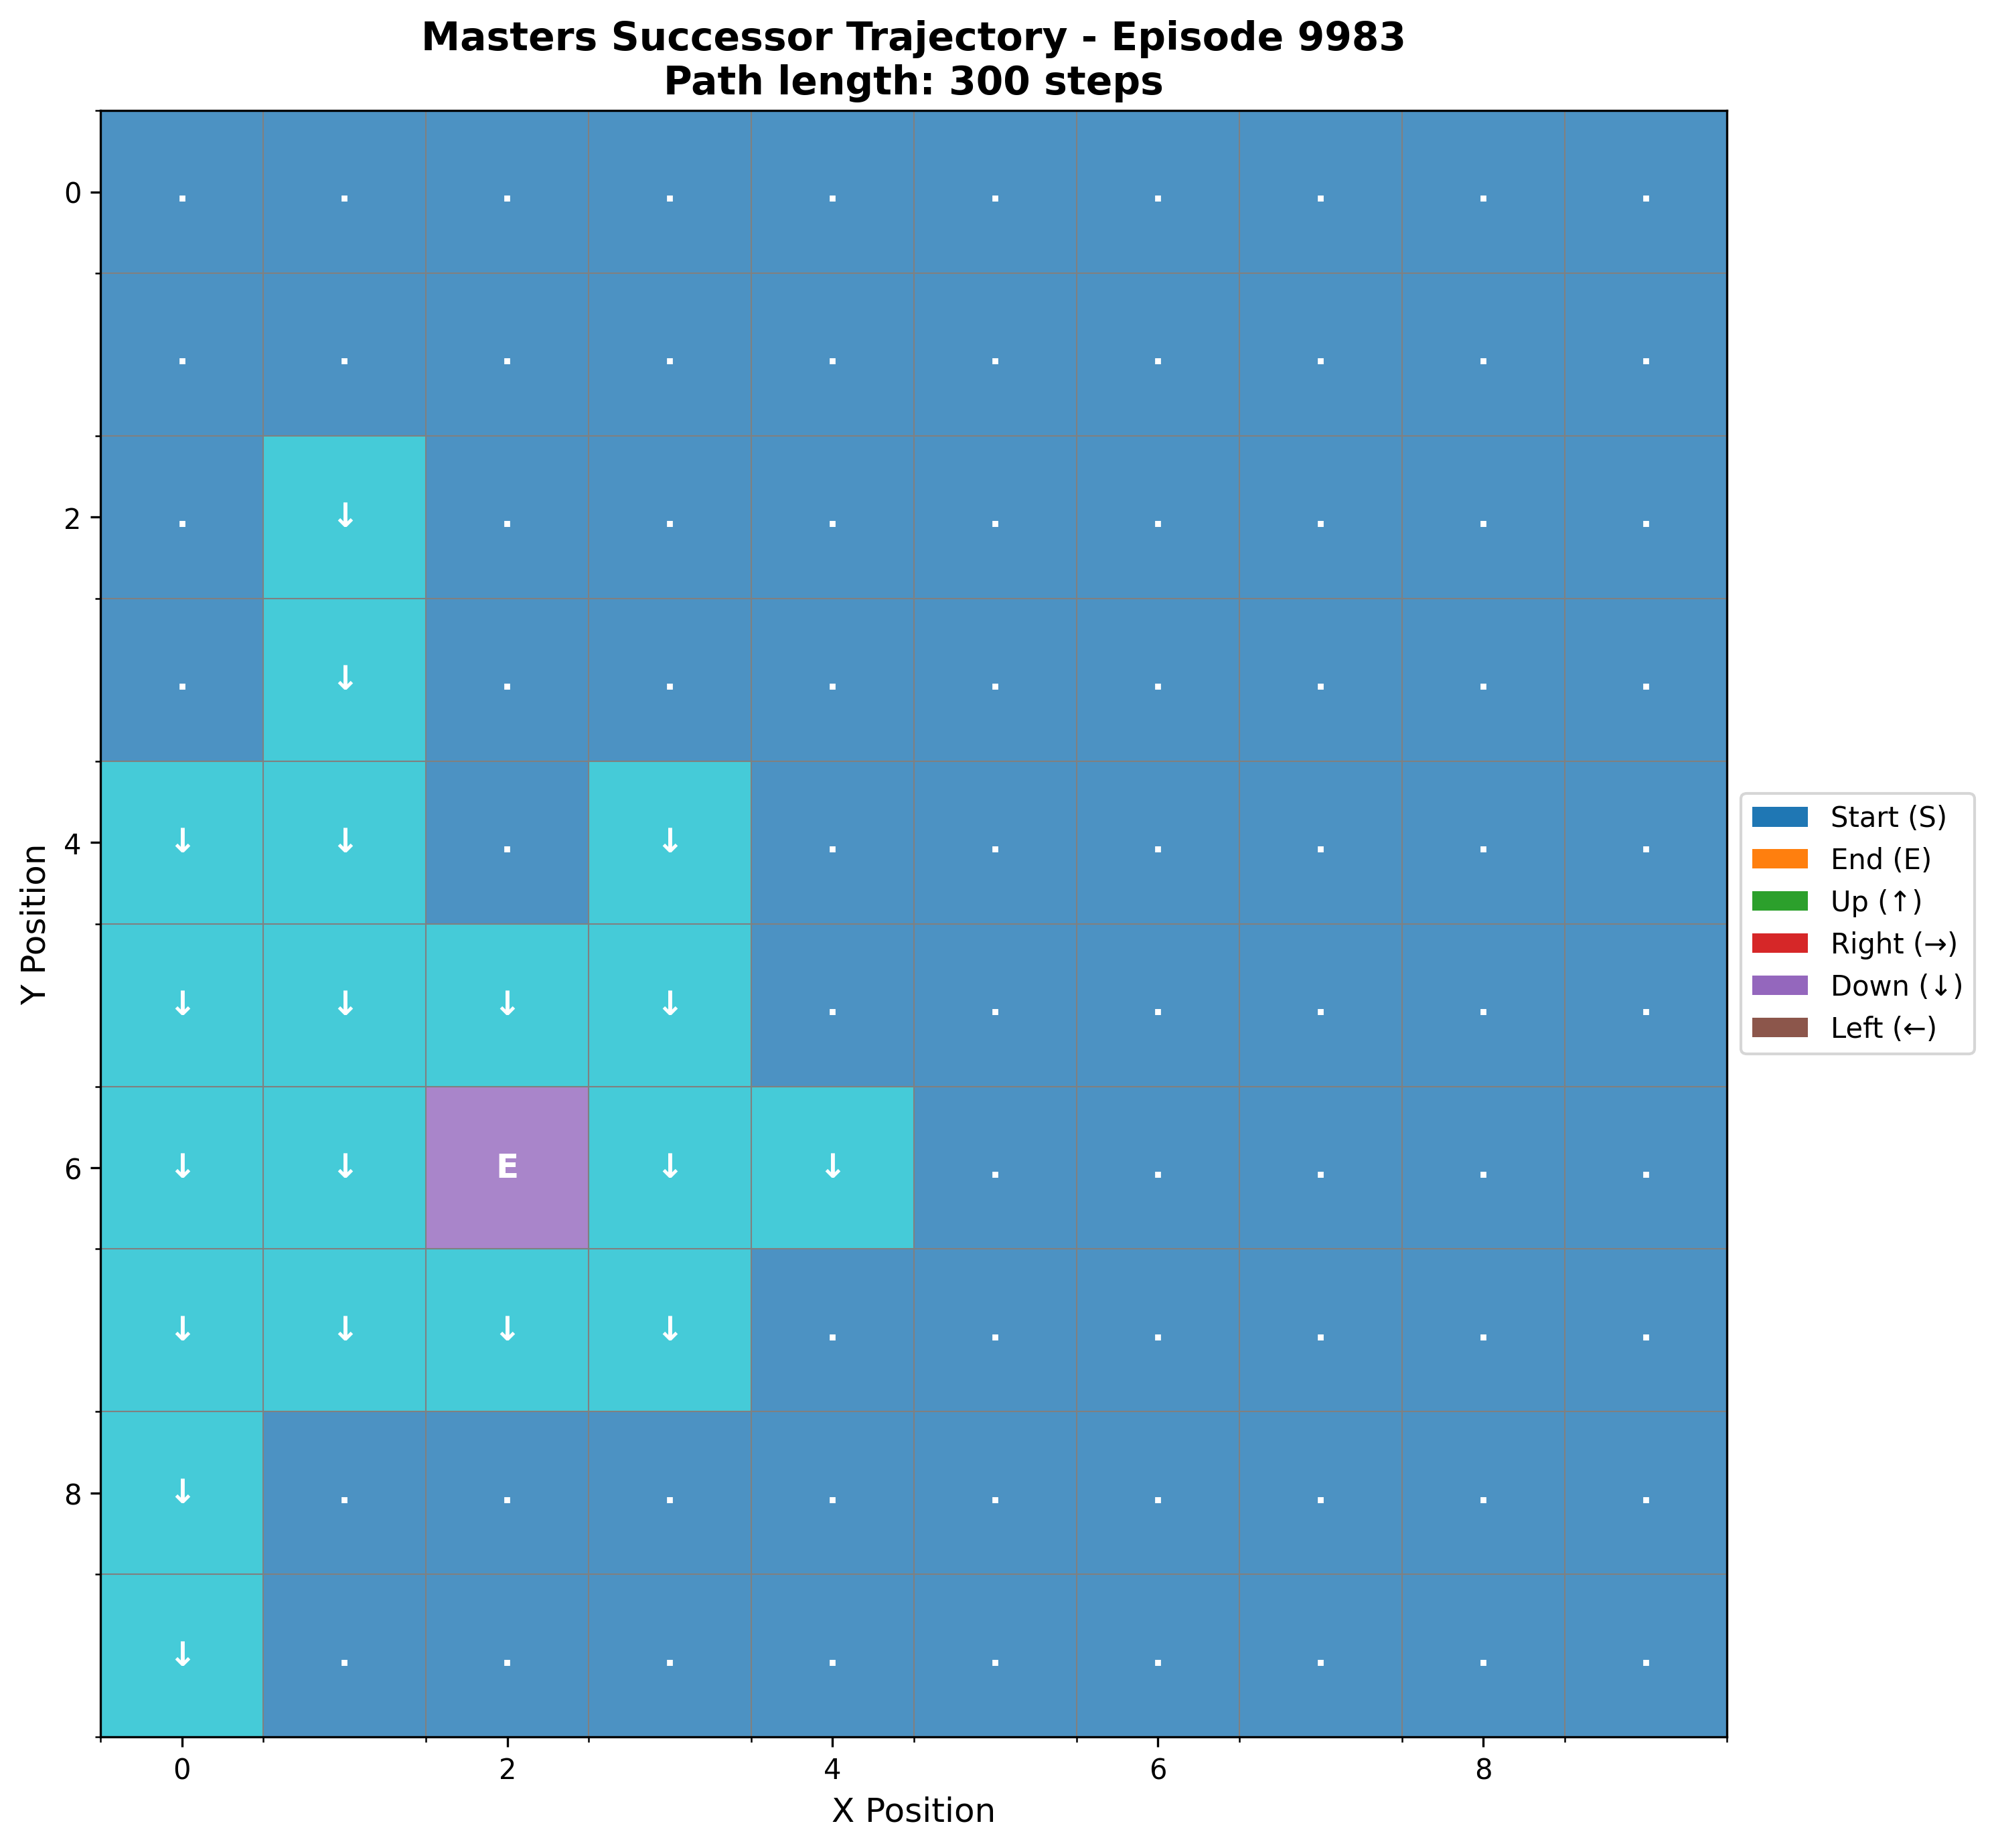 Masters Successor Trajectory - Episode 9983
Path length: 300 steps
0 . . . . . . . . . .
. . . . . . . . . .
2 . ↓ . . . . . . . .
. ↓ . . . . . . . .
4 ↓ ↓ . ↓ . . . . . .
↓ ↓ ↓ ↓ . . . . . .
6 ↓ ↓ E ↓ ↓ . . . . .
↓ ↓ ↓ ↓ . . . . . .
8 ↓ . . . . . . . . .
↓ . . . . . . . . .
0 2 4 6 8
X Position
Y Position
Start (S)
End (E)
Up (↑)
Right (→)
Down (↓)
Left (←)